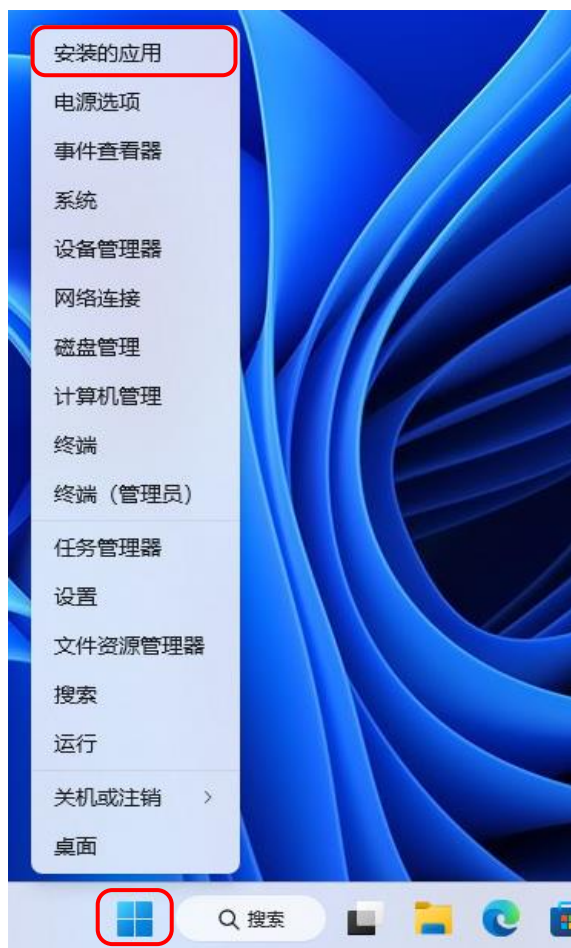 安装的应用
电源选项
事件查看器
系统
设备管理器
网络连接
磁盘管理
计算机管理
终端
终端（管理员）
任务管理器
设置
文件资源管理器
搜索
运行
关机或注销
桌面
搜索